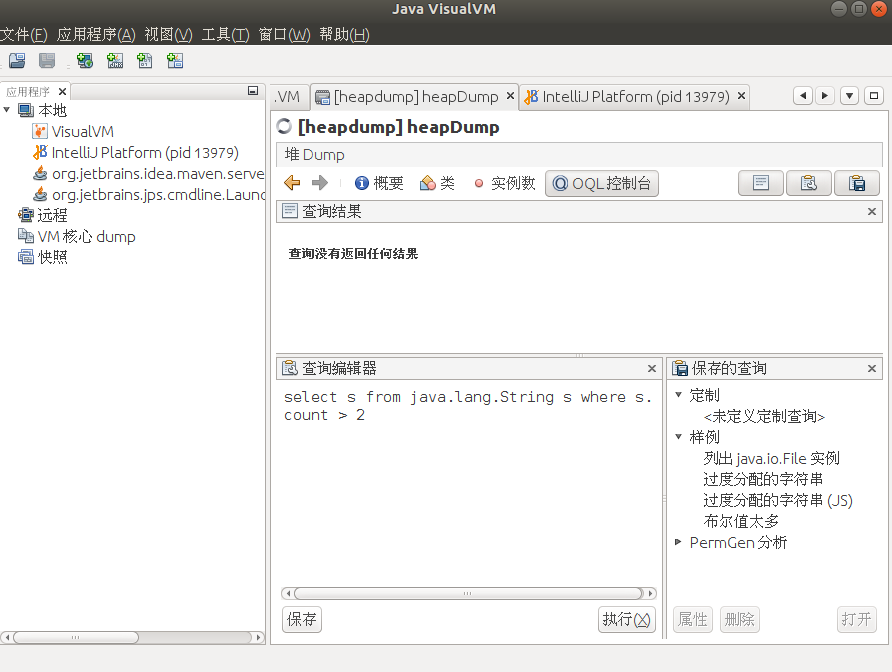 Java VisualVM
文件(F) 应用程序(A) 视图(V) 工具(T) 窗口(W) 帮助(H)
应用程序
本地
VisualVM
IntelliJ Platform (pid 13979)
org.jetbrains.idea.maven.serve
org.jetbrains.jps.cmdline.Launc
远程
VM 核心 dump
快照
.VM [heapdump] heapDump IntelliJ Platform (pid 13979)
[heapdump] heapDump
堆 Dump
概要 类 实例数 OQL 控制台
查询结果
查询没有返回任何结果
查询编辑器
select s from java.lang.String s where s.
count > 2
保存 执行(X)
保存的查询
定制
<未定义定制查询>
样例
列出 java.io.File 实例
过度分配的字符串
过度分配的字符串 (JS)
布尔值太多
PermGen 分析
属性 删除 打开